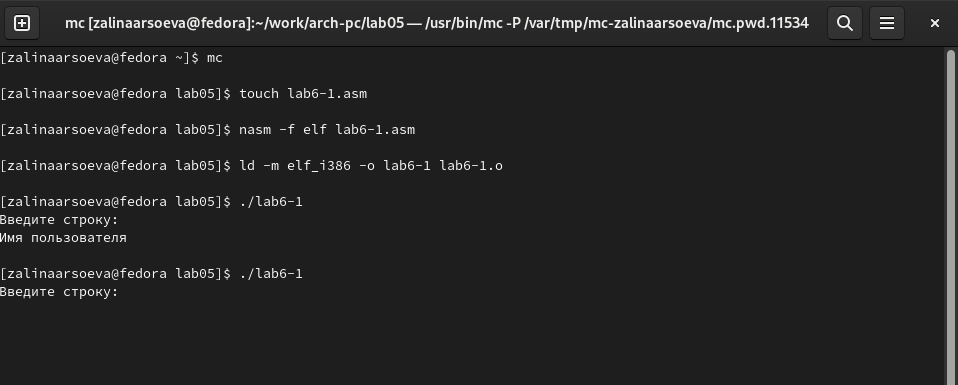 mc [zalinaarsoeva@fedora]:~/work/arch-pc/lab05 — /usr/bin/mc -P /var/tmp/mc-zalinaarsoeva/mc.pwd.11534
[zalinaarsoeva@fedora ~]$ mc
[zalinaarsoeva@fedora lab05]$ touch lab6-1.asm
[zalinaarsoeva@fedora lab05]$ nasm -f elf lab6-1.asm
[zalinaarsoeva@fedora lab05]$ ld -m elf_i386 -o lab6-1 lab6-1.o
[zalinaarsoeva@fedora lab05]$ ./lab6-1
Введите строку:
Имя пользователя
[zalinaarsoeva@fedora lab05]$ ./lab6-1
Введите строку: